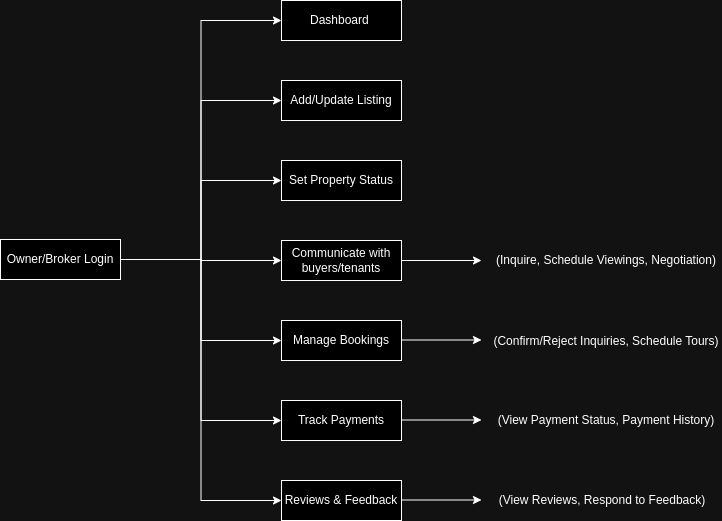 Dashboard
Add/Update Listing
Set Property Status
Owner/Broker Login
Communicate with
buyers/tenants
(Inquire, Schedule Viewings, Negotiation)
Manage Bookings
(Confirm/Reject Inquiries, Schedule Tours)
Track Payments
(View Payment Status, Payment History)
Reviews & Feedback
(View Reviews, Respond to Feedback)